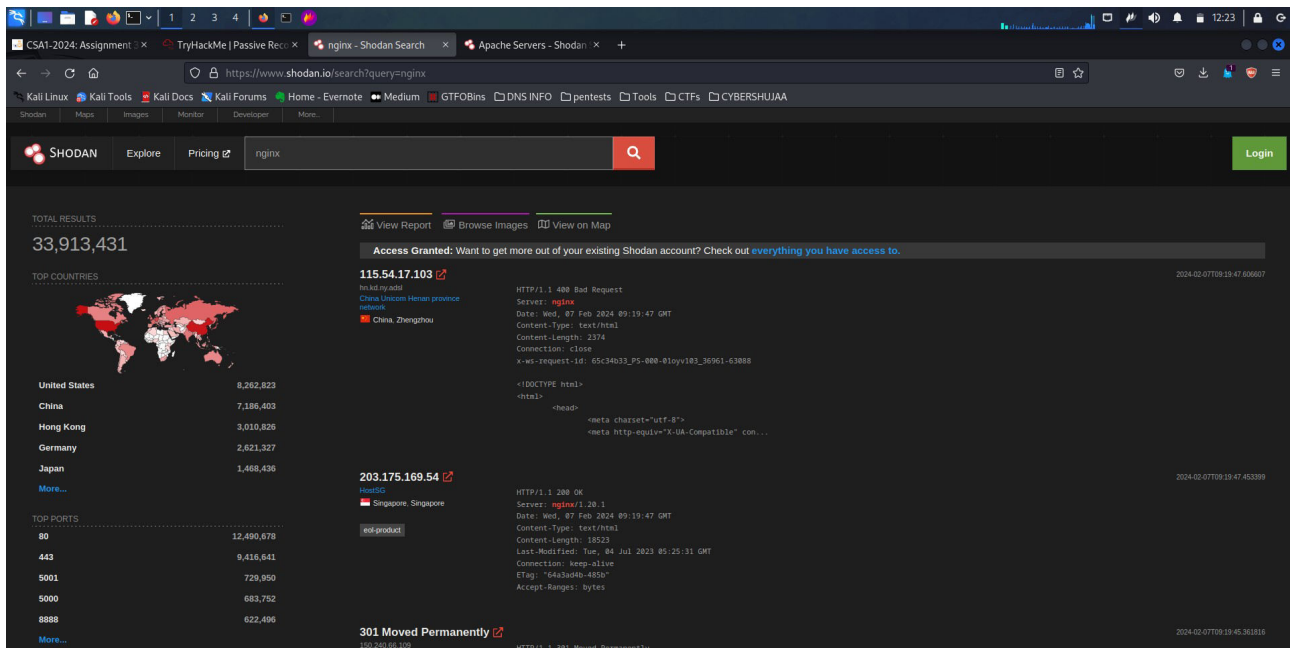 1 2 3 4
12:23
CSA1-2024: Assignment 3
TryHackMe | Passive Reco
nginx - Shodan Search
Apache Servers - Shodan
https://www.shodan.io/search?query=nginx
Kali Linux Kali Tools Kali Docs Kali Forums Home - Evernote Medium GTFOBins DNS INFO pentests Tools CTFs CYBERSHUJAA
Shodan Maps Images Monitor Developer More...
SHODAN Explore Pricing nginx Login
TOTAL RESULTS
33,913,431
TOP COUNTRIES
United States 8,262,823
China 7,186,403
Hong Kong 3,010,826
Germany 2,621,327
Japan 1,468,436
More...
TOP PORTS
80 12,490,678
443 9,416,641
5001 729,950
5000 683,752
8888 622,496
More...
View Report Browse Images View on Map
Access Granted: Want to get more out of your existing Shodan account? Check out everything you have access to.
115.54.17.103
2024-02-07T09:19:47.606607
hn.kd.ny.adsl
China Unicom Henan province
network
China, Zhengzhou
HTTP/1.1 400 Bad Request
Server: nginx
Date: Wed, 07 Feb 2024 09:19:47 GMT
Content-Type: text/html
Content-Length: 2374
Connection: close
x-ws-request-id: 65c34b33_PS-000-01oyv103_36961-63088
<!DOCTYPE html>
<html>
<head>
<meta charset="utf-8">
<meta http-equiv="X-UA-Compatible" con...
203.175.169.54
2024-02-07T09:19:47.453399
HostSG
Singapore, Singapore
eol-product
HTTP/1.1 200 OK
Server: nginx/1.20.1
Date: Wed, 07 Feb 2024 09:19:47 GMT
Content-Type: text/html
Content-Length: 18523
Last-Modified: Tue, 04 Jul 2023 05:25:31 GMT
Connection: keep-alive
ETag: "64a3ad4b-485b"
Accept-Ranges: bytes
301 Moved Permanently
2024-02-07T09:19:45.361816
150.240.66.109
HTTP/1.1 301 Moved Permanently